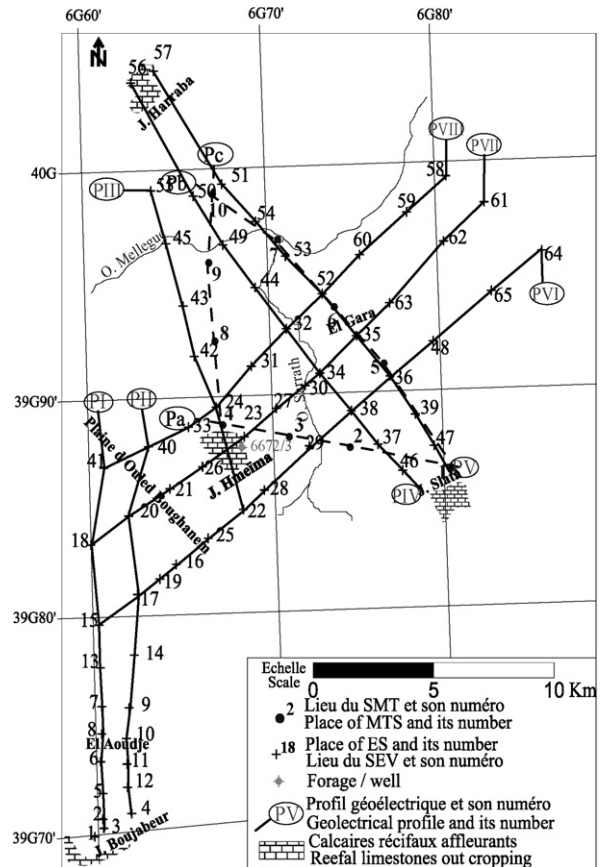 6G60' 6G70' 6G80'
N
56 57
J. Harraba
Pc PVII PVI
40G
PIII 53 Pb 50 51 58
10 54 59 61
45 49 53 60 62
O. Mellegue 9 44 52 64
43 6 El Gara 63 65 PVI
8 32 35
42 31 34 5 48
O. Sarrath 36
39G90'
PI PII 24 27 30 38 39
Pa 33 1 23 3 2 37 47
40 6672/3 29 46 PV
41 26 J. Hmeima 28 PIV J. Slata
Plaine d'Ouled Boughanem
21 22
20 25
18 16
19
17
39G80'
15
14
13
7 9
8 10
El Aoudje
6 11
5 12
2 4
39G70'
1 3
J. Boujabeur
Echelle
Scale
0 5 10 Km
2 Lieu du SMT et son numéro
Place of MTS and its number
18 Place of ES and its number
Lieu du SEV et son numéro
Forage / well
PV Profil géoélectrique et son numéro
Geolectrical profile and its number
Calcaires récifaux affleurants
Reefal limestones out cropping